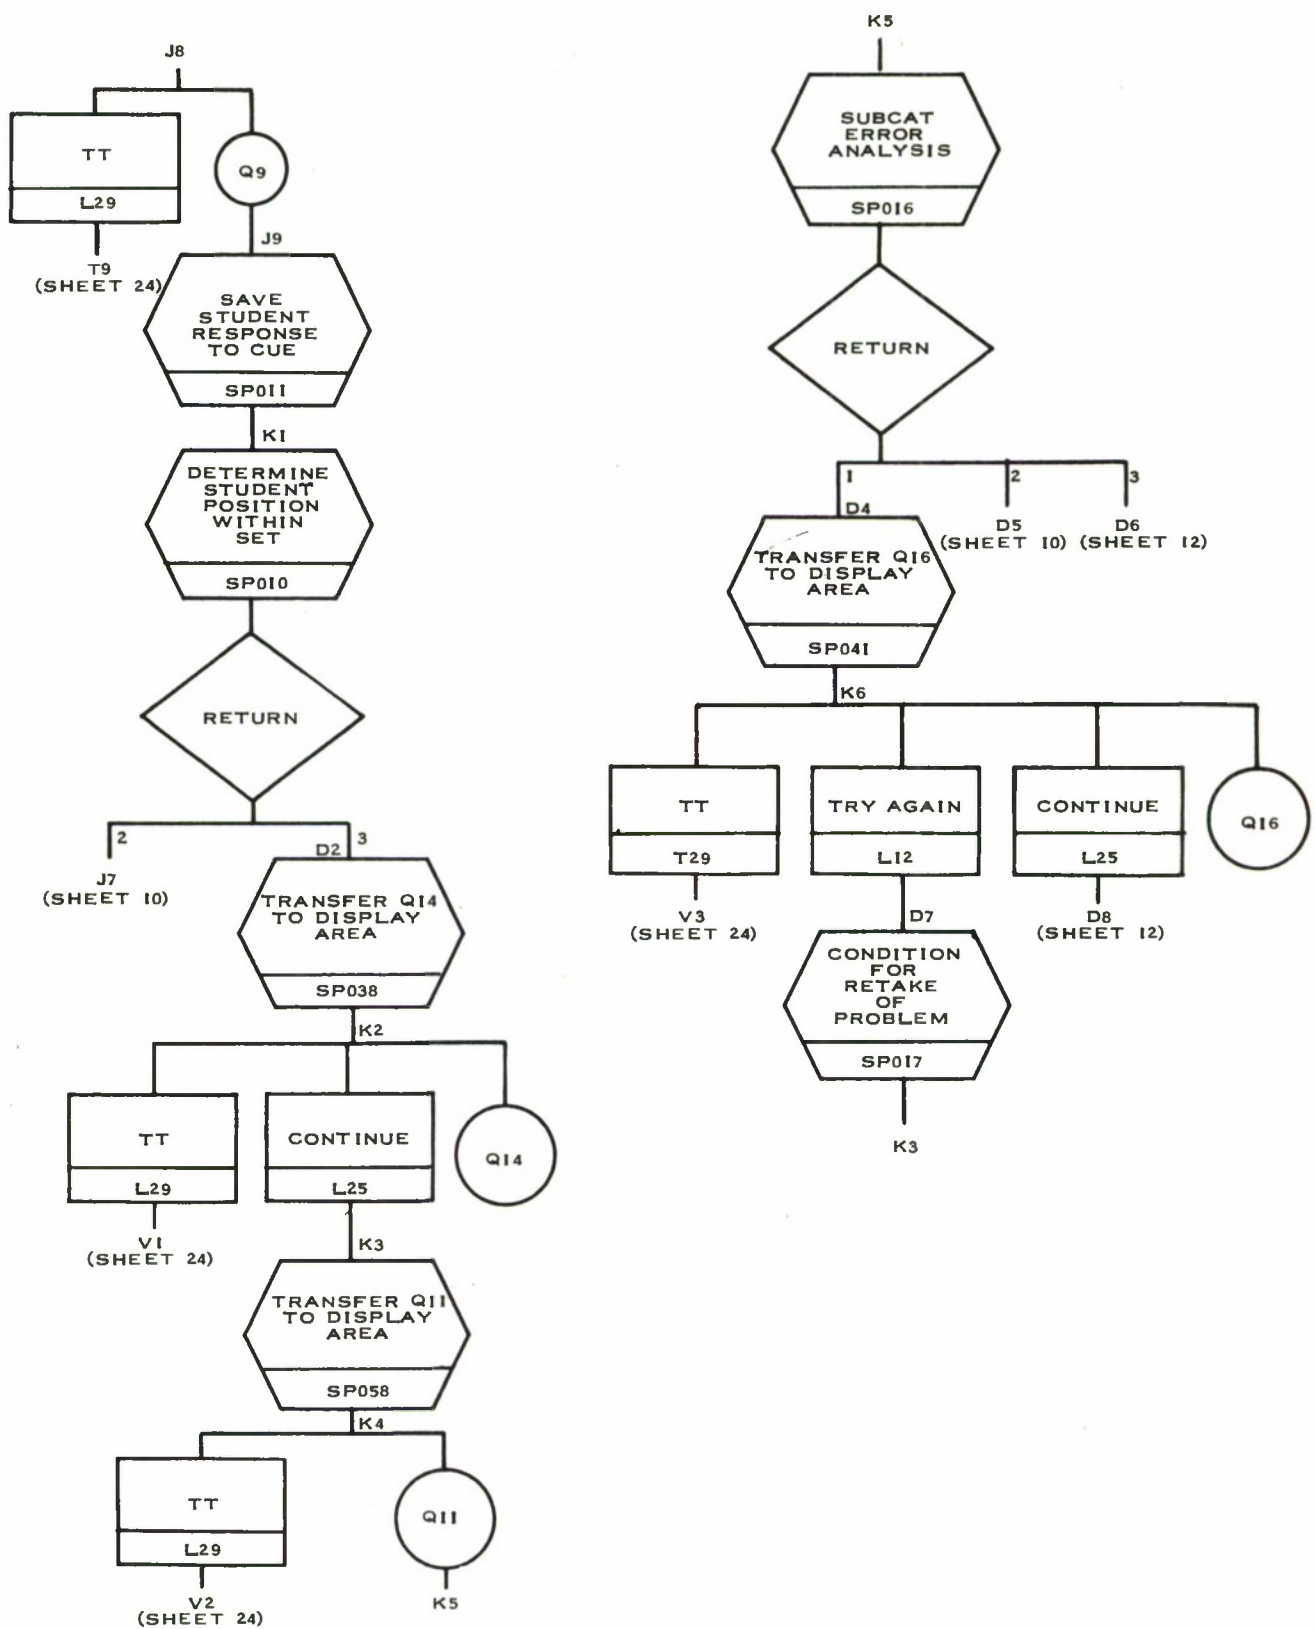 J8
TT
L29
T9
(SHEET 24)
Q9
J9
SAVE
STUDENT
RESPONSE
TO CUE
SP011
K1
DETERMINE
STUDENT
POSITION
WITHIN
SET
SP010
RETURN
2
J7
(SHEET 10)
3
D2
TRANSFER Q14
TO DISPLAY
AREA
SP038
K2
TT
L29
V1
(SHEET 24)
CONTINUE
L25
Q14
K3
TRANSFER Q11
TO DISPLAY
AREA
SP058
K4
TT
L29
V2
(SHEET 24)
Q11
K5
K5
SUBCAT
ERROR
ANALYSIS
SP016
RETURN
1
2
3
D4
D5
(SHEET 10)
D6
(SHEET 12)
TRANSFER Q16
TO DISPLAY
AREA
SP041
K6
TT
T29
V3
(SHEET 24)
TRY AGAIN
L12
CONTINUE
L25
D8
(SHEET 12)
Q16
D7
CONDITION
FOR
RETAKE
OF
PROBLEM
SP017
K3